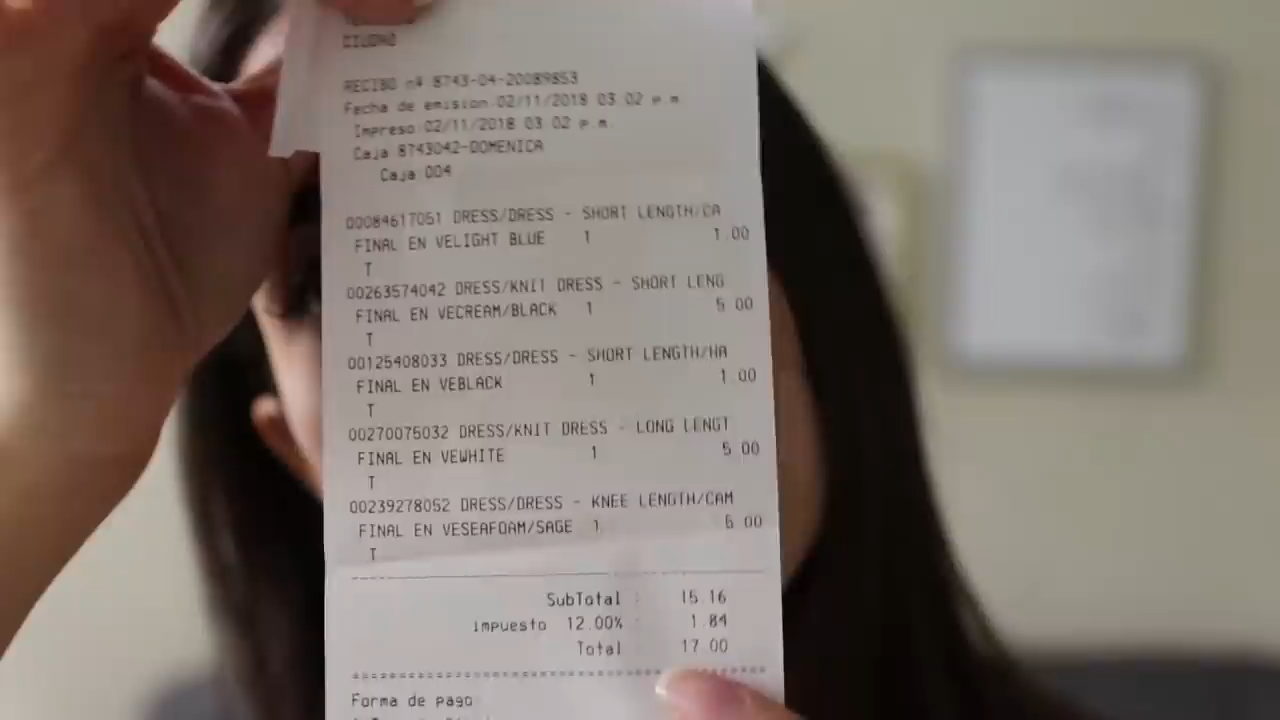 RECIBO nª 8743-04-20089853
Fecha de emision:02/11/2018 03:02 p.m.
Impreso:02/11/2018 03:02 p.m.
Caja 8743042-DOMENICA
Caja 004
00084617051 DRESS/DRESS - SHORT LENGTH/CA
FINAL EN VELIGHT BLUE 1 1.00
T
00263574042 DRESS/KNIT DRESS - SHORT LENG
FINAL EN VECREAM/BLACK 1 5.00
T
00125408033 DRESS/DRESS - SHORT LENGTH/HA
FINAL EN VEBLACK 1 1.00
T
00270075032 DRESS/KNIT DRESS - LONG LENGT
FINAL EN VEWHITE 1 5.00
T
00239278052 DRESS/DRESS - KNEE LENGTH/CAM
FINAL EN VESEAFOAM/SAGE 1 5.00
T
SubTotal : 15.16
impuesto 12.00% : 1.84
Total 17.00
Forma de pago